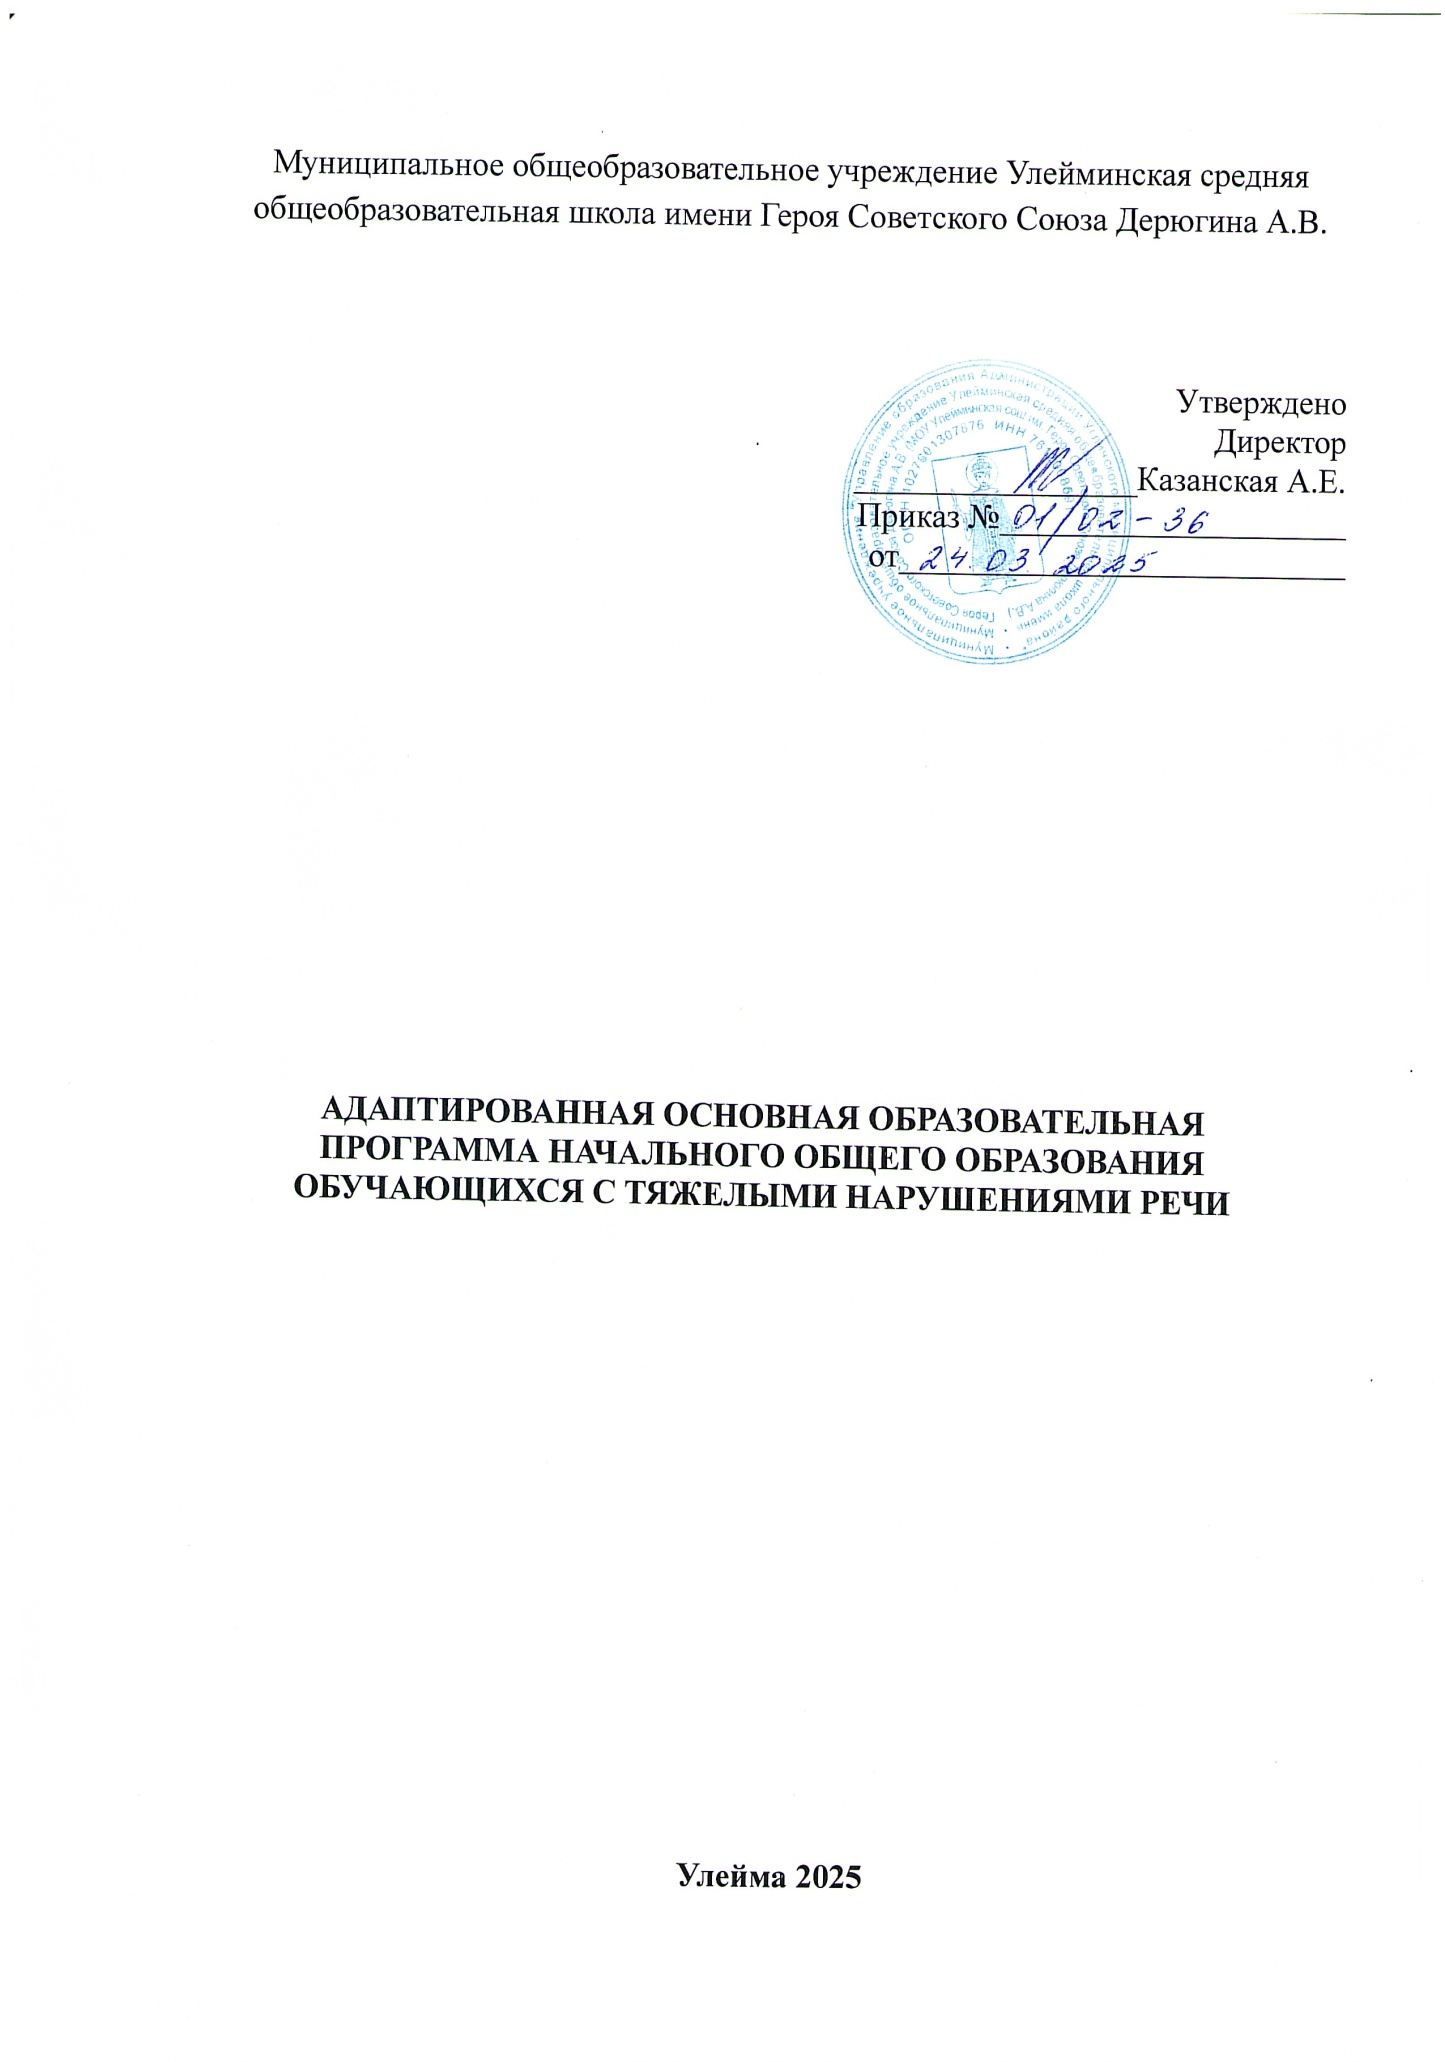 Муниципальное общеобразовательное учреждение Улейминская средняя
общеобразовательная школа имени Героя Советского Союза Дерюгина А.В.
Утверждено
Директор
Казанская А.Е.
Приказ № 01/02-36
от 24.03.2025
АДАПТИРОВАННАЯ ОСНОВНАЯ ОБРАЗОВАТЕЛЬНАЯ
ПРОГРАММА НАЧАЛЬНОГО ОБЩЕГО ОБРАЗОВАНИЯ
ОБУЧАЮЩИХСЯ С ТЯЖЕЛЫМИ НАРУШЕНИЯМИ РЕЧИ
Улейма 2025